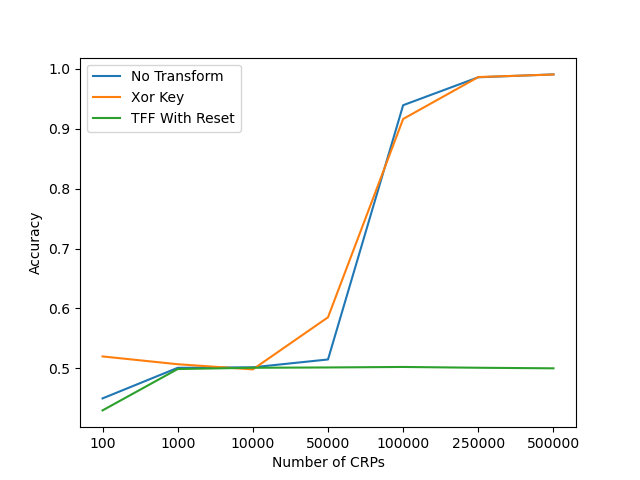 No Transform
Xor Key
TFF With Reset
1.0
0.9
0.8
0.7
0.6
0.5
Accuracy
100 1000 10000 50000 100000 250000 500000
Number of CRPs